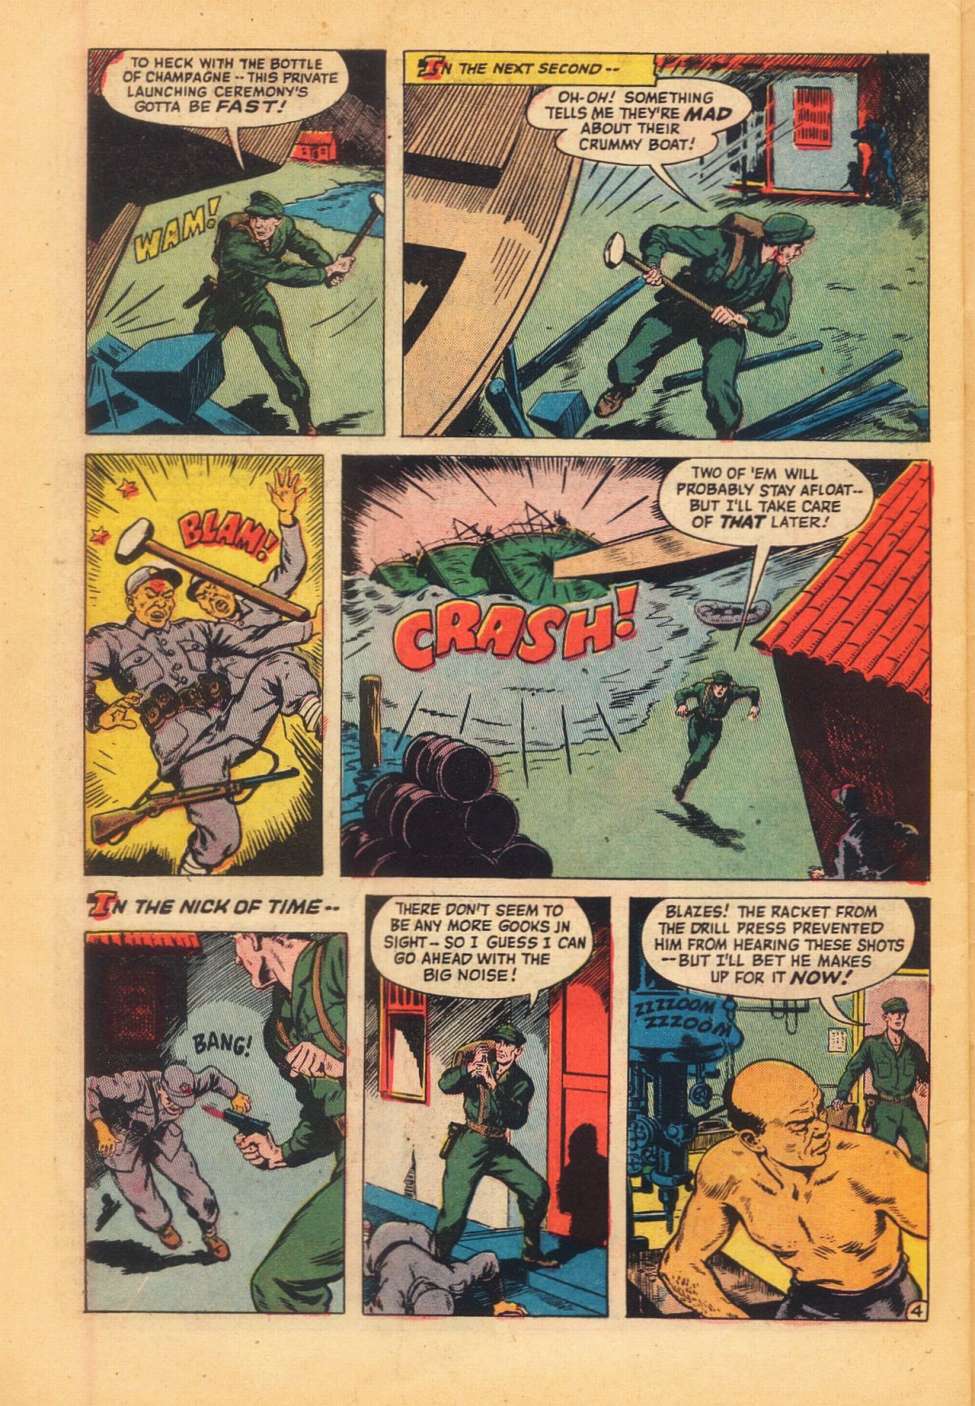 TO HECK WITH THE BOTTLE
OF CHAMPAGNE -- THIS PRIVATE
LAUNCHING CEREMONY'S
GOTTA BE FAST!
WAM!
IN THE NEXT SECOND --
OH-OH! SOMETHING
TELLS ME THEY'RE MAD
ABOUT THEIR
CRUMMY BOAT!
BLAM!
TWO OF 'EM WILL
PROBABLY STAY AFLOAT--
BUT I'LL TAKE CARE
OF THAT LATER!
CRASH!
IN THE NICK OF TIME --
BANG!
THERE DON'T SEEM TO
BE ANY MORE GOOKS IN
SIGHT -- SO I GUESS I CAN
GO AHEAD WITH THE
BIG NOISE!
BLAZES! THE RACKET FROM
THE DRILL PRESS PREVENTED
HIM FROM HEARING THESE SHOTS
-- BUT I'LL BET HE MAKES
UP FOR IT NOW!
ZZZZOOM
ZZZOOM
4